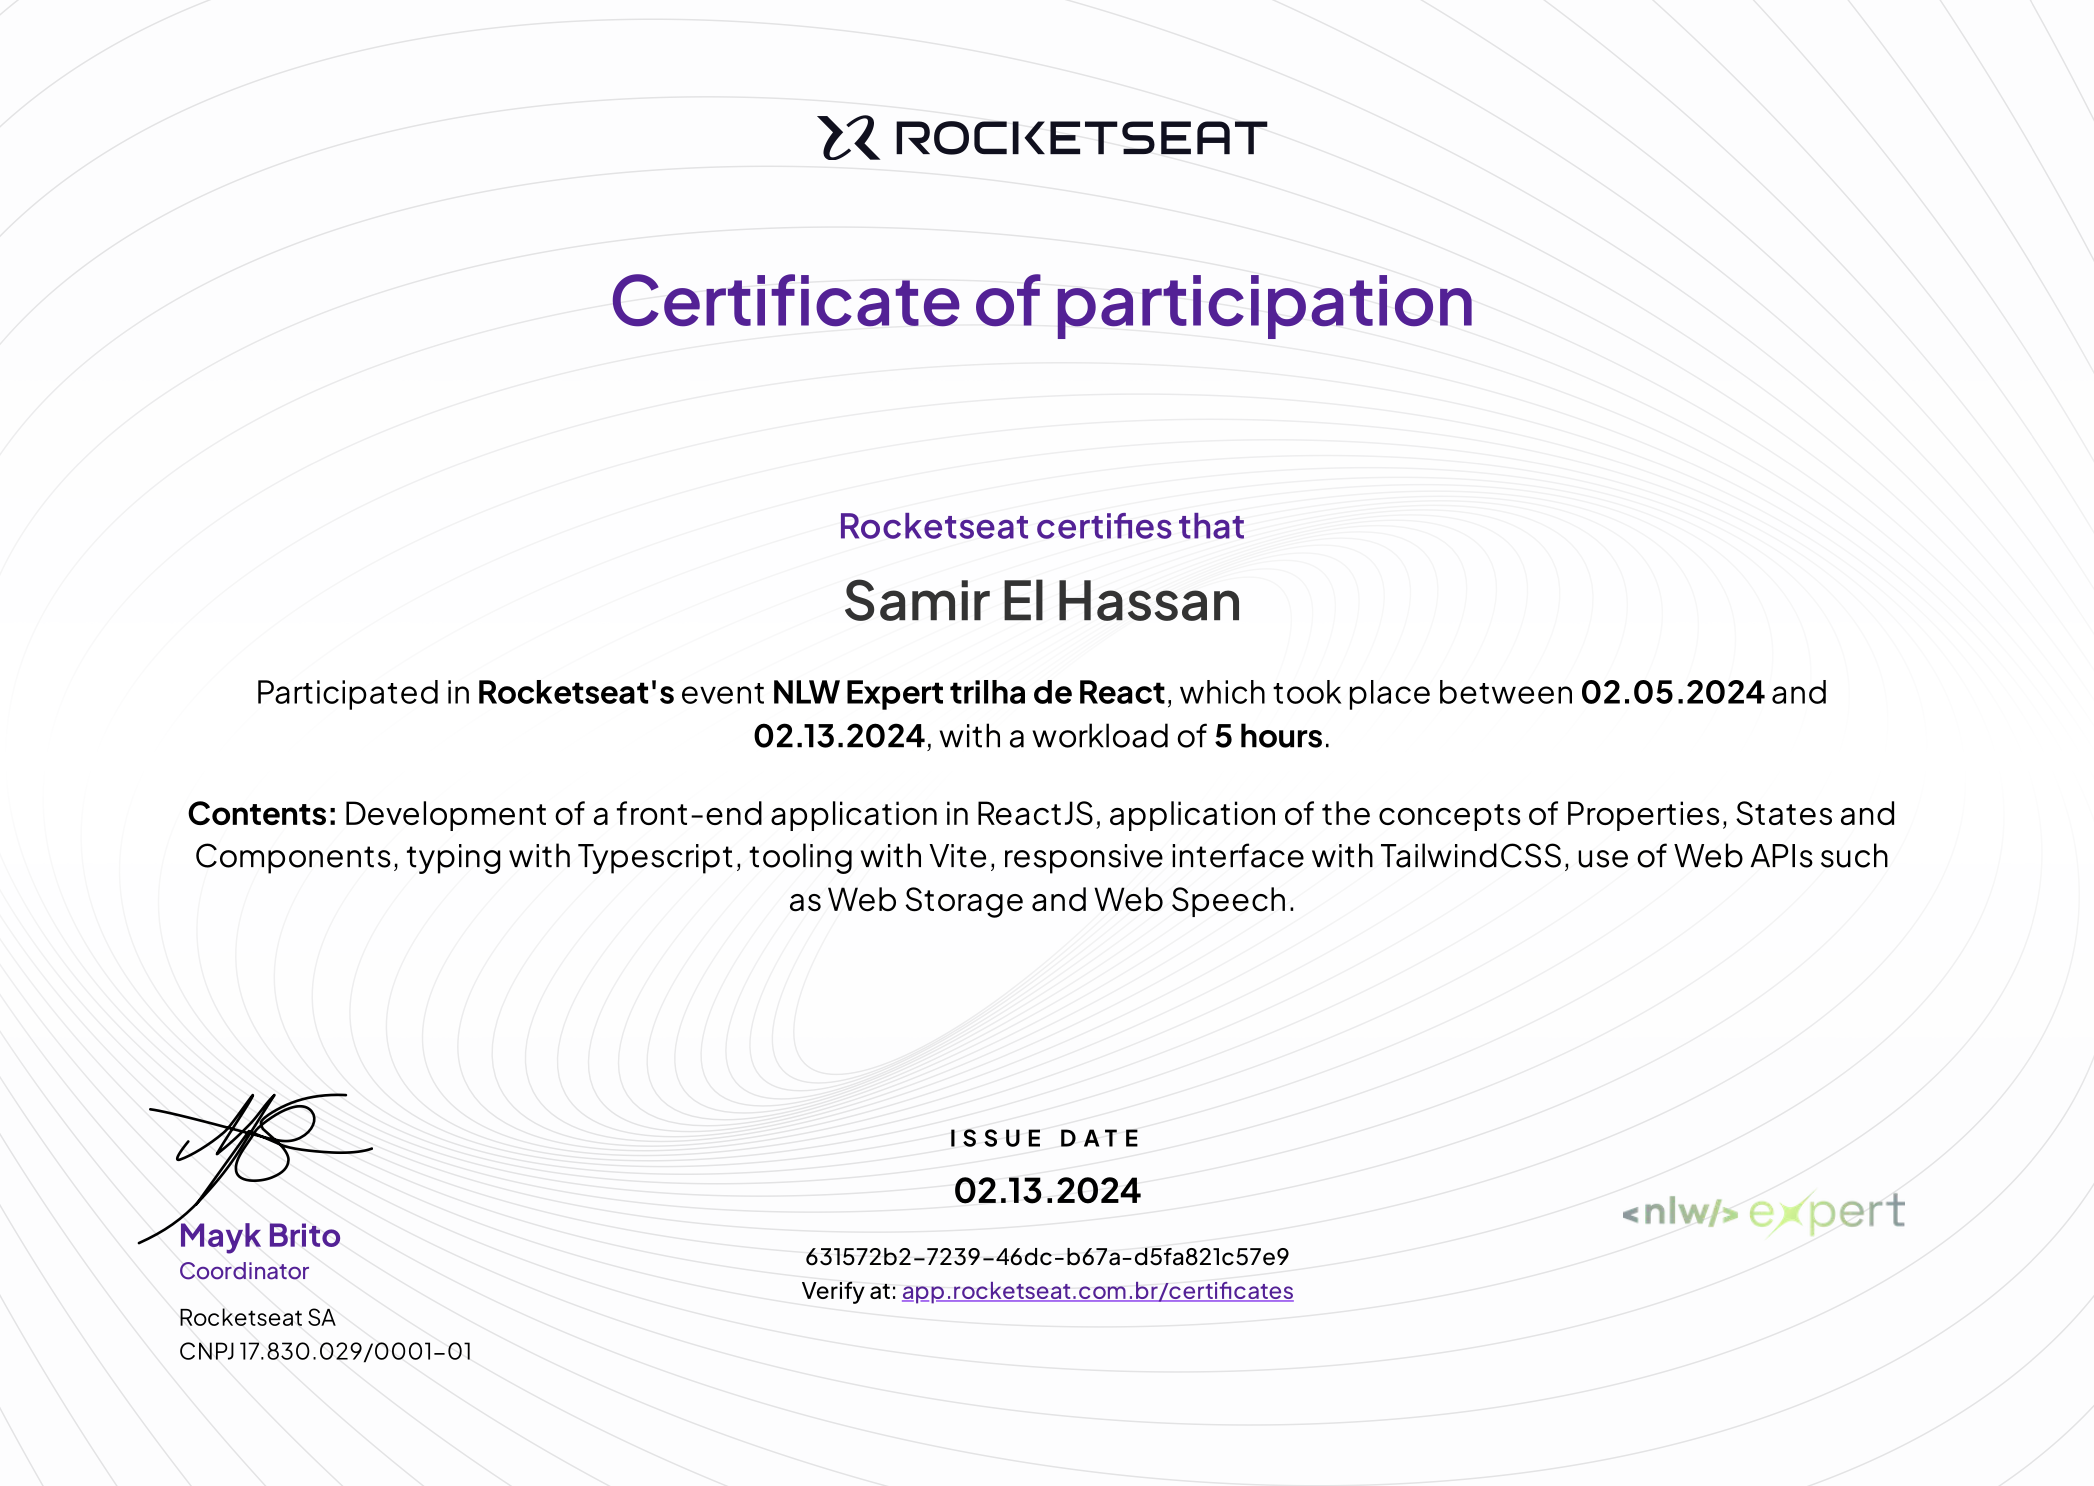 ROCKETSEAT
Certificate of participation
Rocketseat certifies that
Samir El Hassan
Participated in Rocketseat's event NLW Expert trilha de React, which took place between 02.05.2024 and
02.13.2024, with a workload of 5 hours.
Contents: Development of a front-end application in ReactJS, application of the concepts of Properties, States and
Components, typing with Typescript, tooling with Vite, responsive interface with TailwindCSS, use of Web APIs such
as Web Storage and Web Speech.
Mayk Brito
Coordinator
Rocketseat SA
CNPJ 17.830.029/0001-01
ISSUE DATE
02.13.2024
631572b2-7239-46dc-b67a-d5fa821c57e9
Verify at: app.rocketseat.com.br/certificates
<nlw/> expert